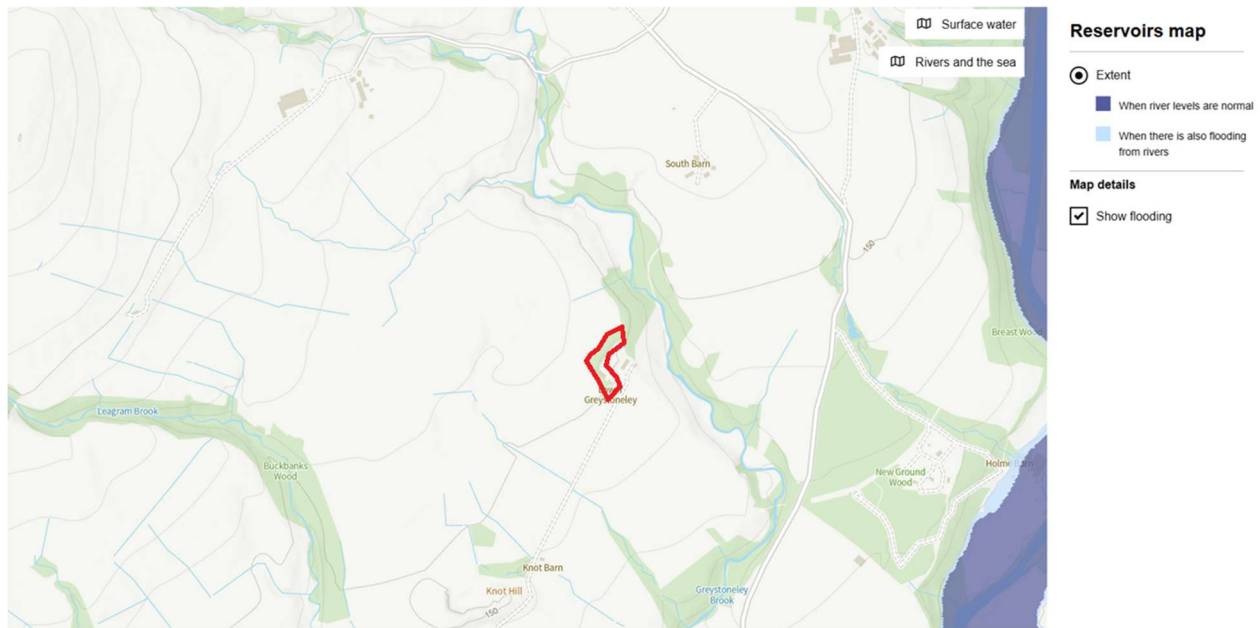 Surface water
Rivers and the sea
Reservoirs map
Extent
When river levels are normal
When there is also flooding
from rivers
Map details
Show flooding
South Barn
150
Breast Wood
Greystoneley
Leagram Brook
Buckbanks
Wood
New Ground
Wood
Holme Barn
Knot Barn
Knot Hill
150
Greystoneley
Brook